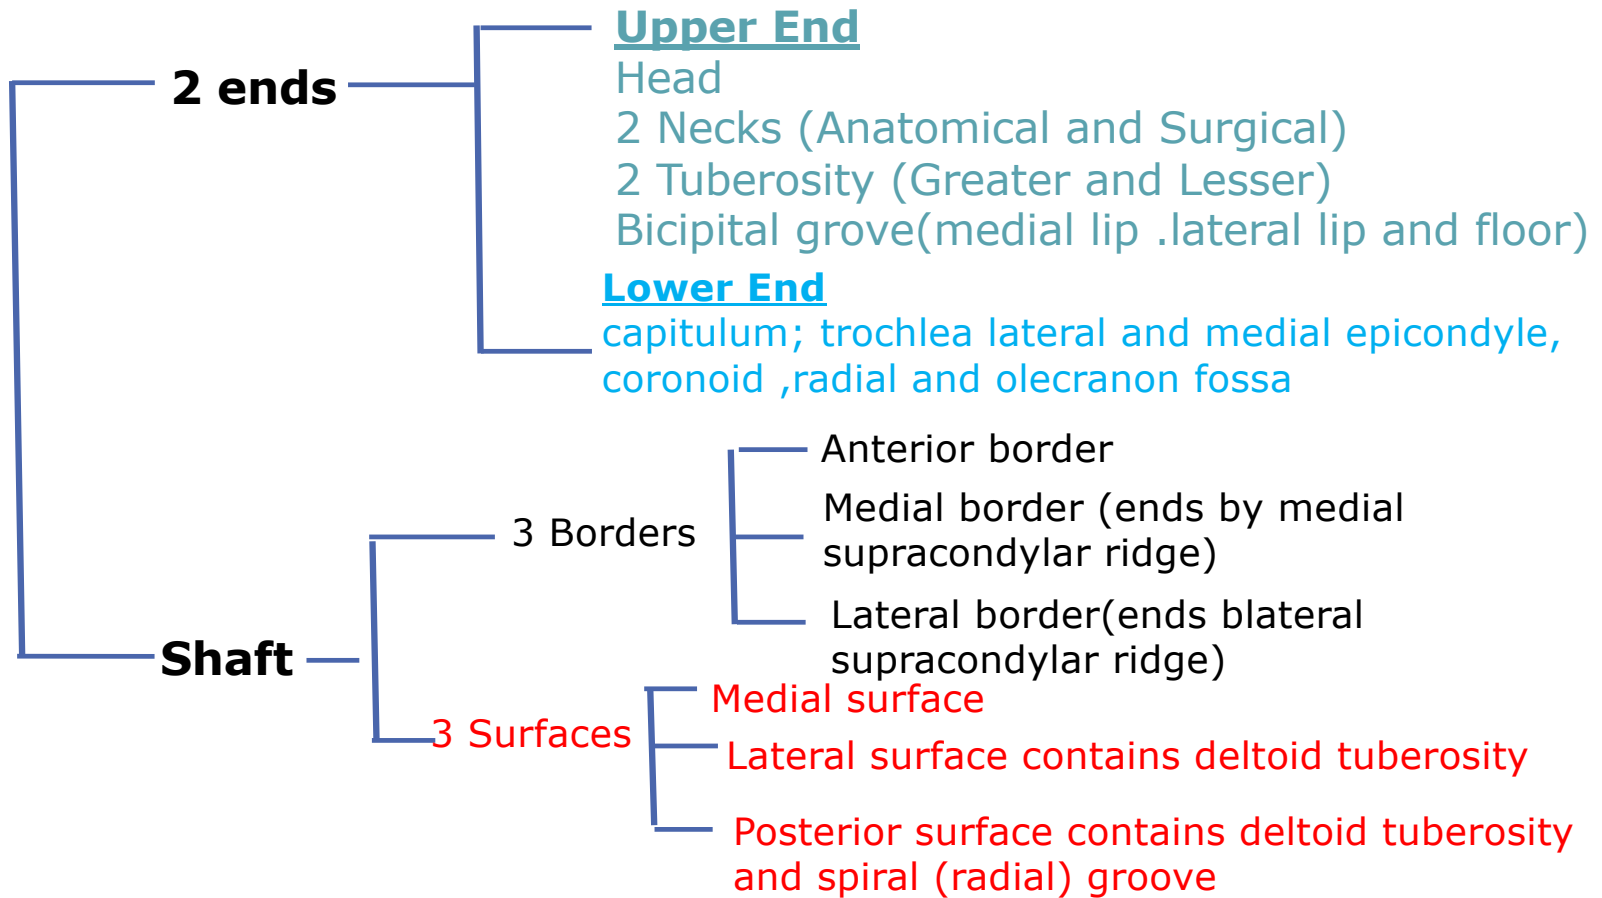 2 ends
Upper End
Head
2 Necks (Anatomical and Surgical)
2 Tuberosity (Greater and Lesser)
Bicipital grove(medial lip .lateral lip and floor)
Lower End
capitulum; trochlea lateral and medial epicondyle,
coronoid ,radial and olecranon fossa
Shaft
3 Borders
Anterior border
Medial border (ends by medial
supracondylar ridge)
Lateral border(ends blateral
supracondylar ridge)
3 Surfaces
Medial surface
Lateral surface contains deltoid tuberosity
Posterior surface contains deltoid tuberosity
and spiral (radial) groove